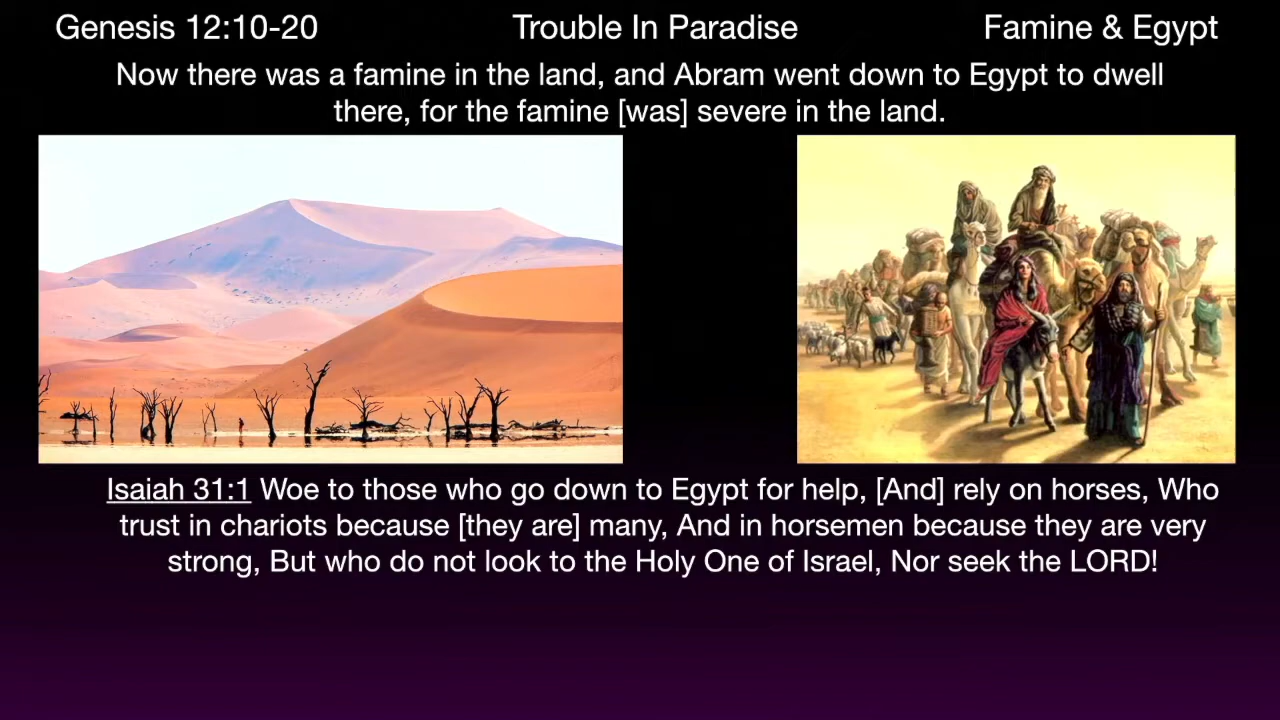 Genesis 12:10-20 Trouble In Paradise Famine & Egypt
Now there was a famine in the land, and Abram went down to Egypt to dwell
there, for the famine [was] severe in the land.
Isaiah 31:1 Woe to those who go down to Egypt for help, [And] rely on horses, Who
trust in chariots because [they are] many, And in horsemen because they are very
strong, But who do not look to the Holy One of Israel, Nor seek the LORD!